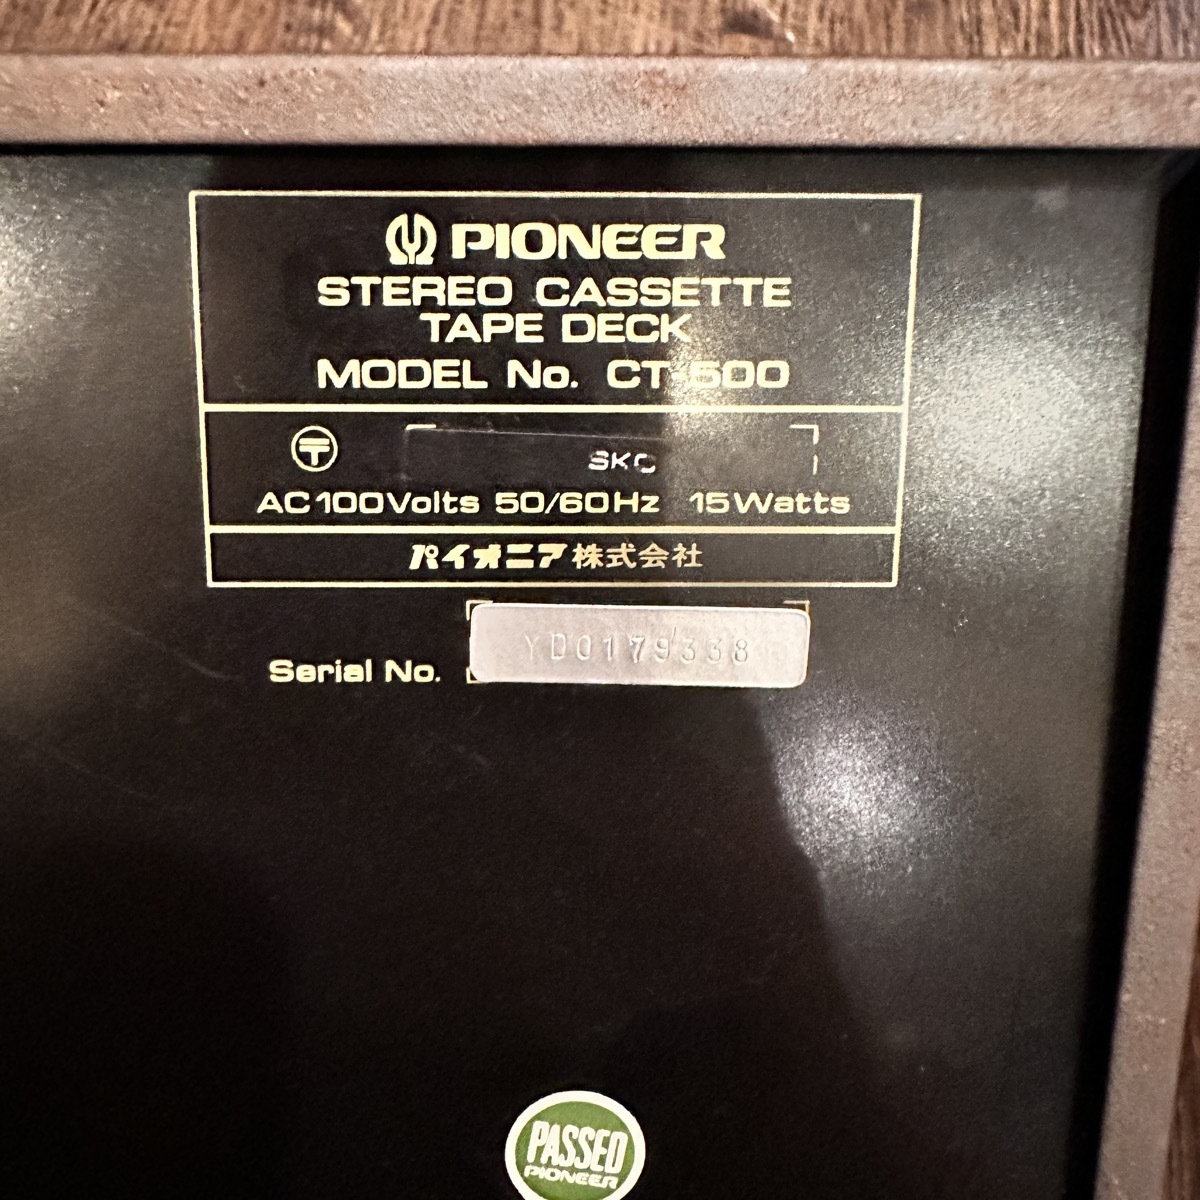 PIONEER
STEREO CASSETTE
TAPE DECK
MODEL No. CT-500
〒 SKC
AC100Volts 50/60Hz 15Watts
パイオニア株式会社
Serial No. YD0179338
PASSED
PIONEER